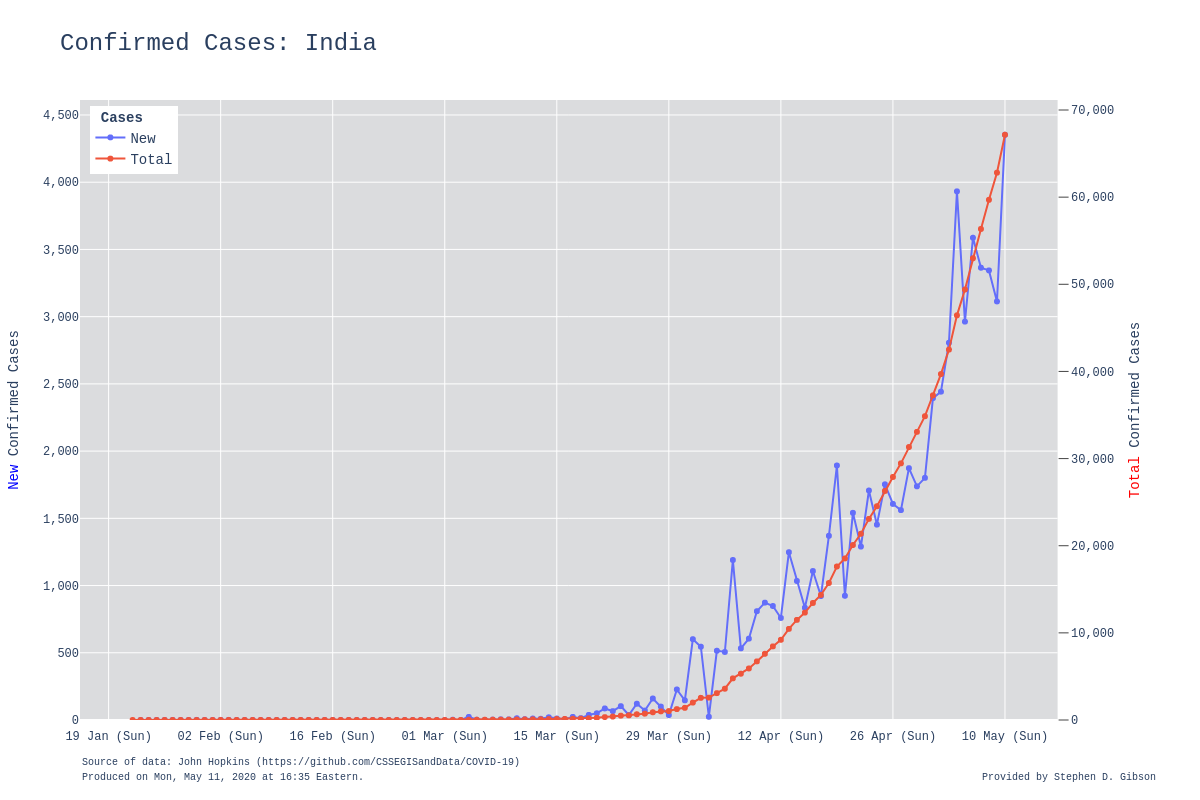 Confirmed Cases: India
Cases
New
Total
4,500
4,000
3,500
3,000
2,500
2,000
1,500
1,000
500
0
New Confirmed Cases
70,000
60,000
50,000
40,000
30,000
20,000
10,000
0
Total Confirmed Cases
19 Jan (Sun) 02 Feb (Sun) 16 Feb (Sun) 01 Mar (Sun) 15 Mar (Sun) 29 Mar (Sun) 12 Apr (Sun) 26 Apr (Sun) 10 May (Sun)
Source of data: John Hopkins (https://github.com/CSSEGISandData/COVID-19)
Produced on Mon, May 11, 2020 at 16:35 Eastern.
Provided by Stephen D. Gibson